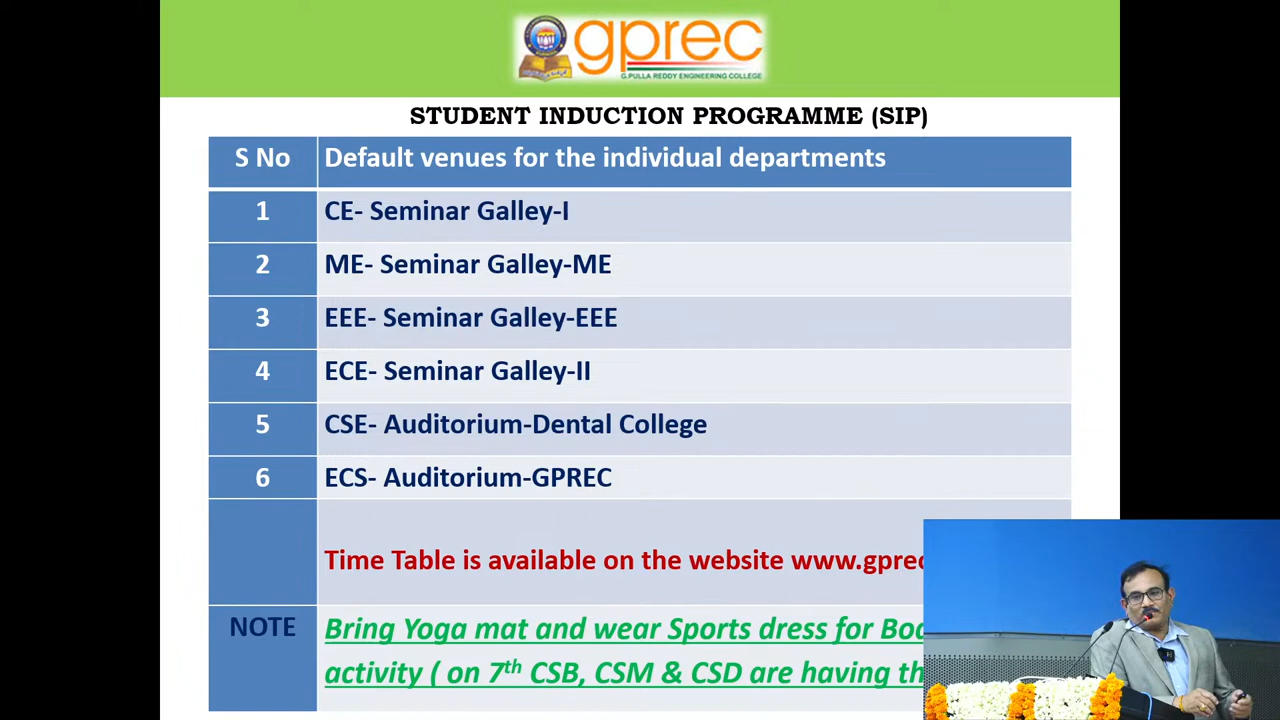 gprec
G.PULLA REDDY ENGINEERING COLLEGE
STUDENT INDUCTION PROGRAMME (SIP)
S No Default venues for the individual departments
1 CE- Seminar Galley-I
2 ME- Seminar Galley-ME
3 EEE- Seminar Galley-EEE
4 ECE- Seminar Galley-II
5 CSE- Auditorium-Dental College
6 ECS- Auditorium-GPREC
Time Table is available on the website www.gprec
NOTE Bring Yoga mat and wear Sports dress for
activity ( on 7th CSB, CSM & CSD are having